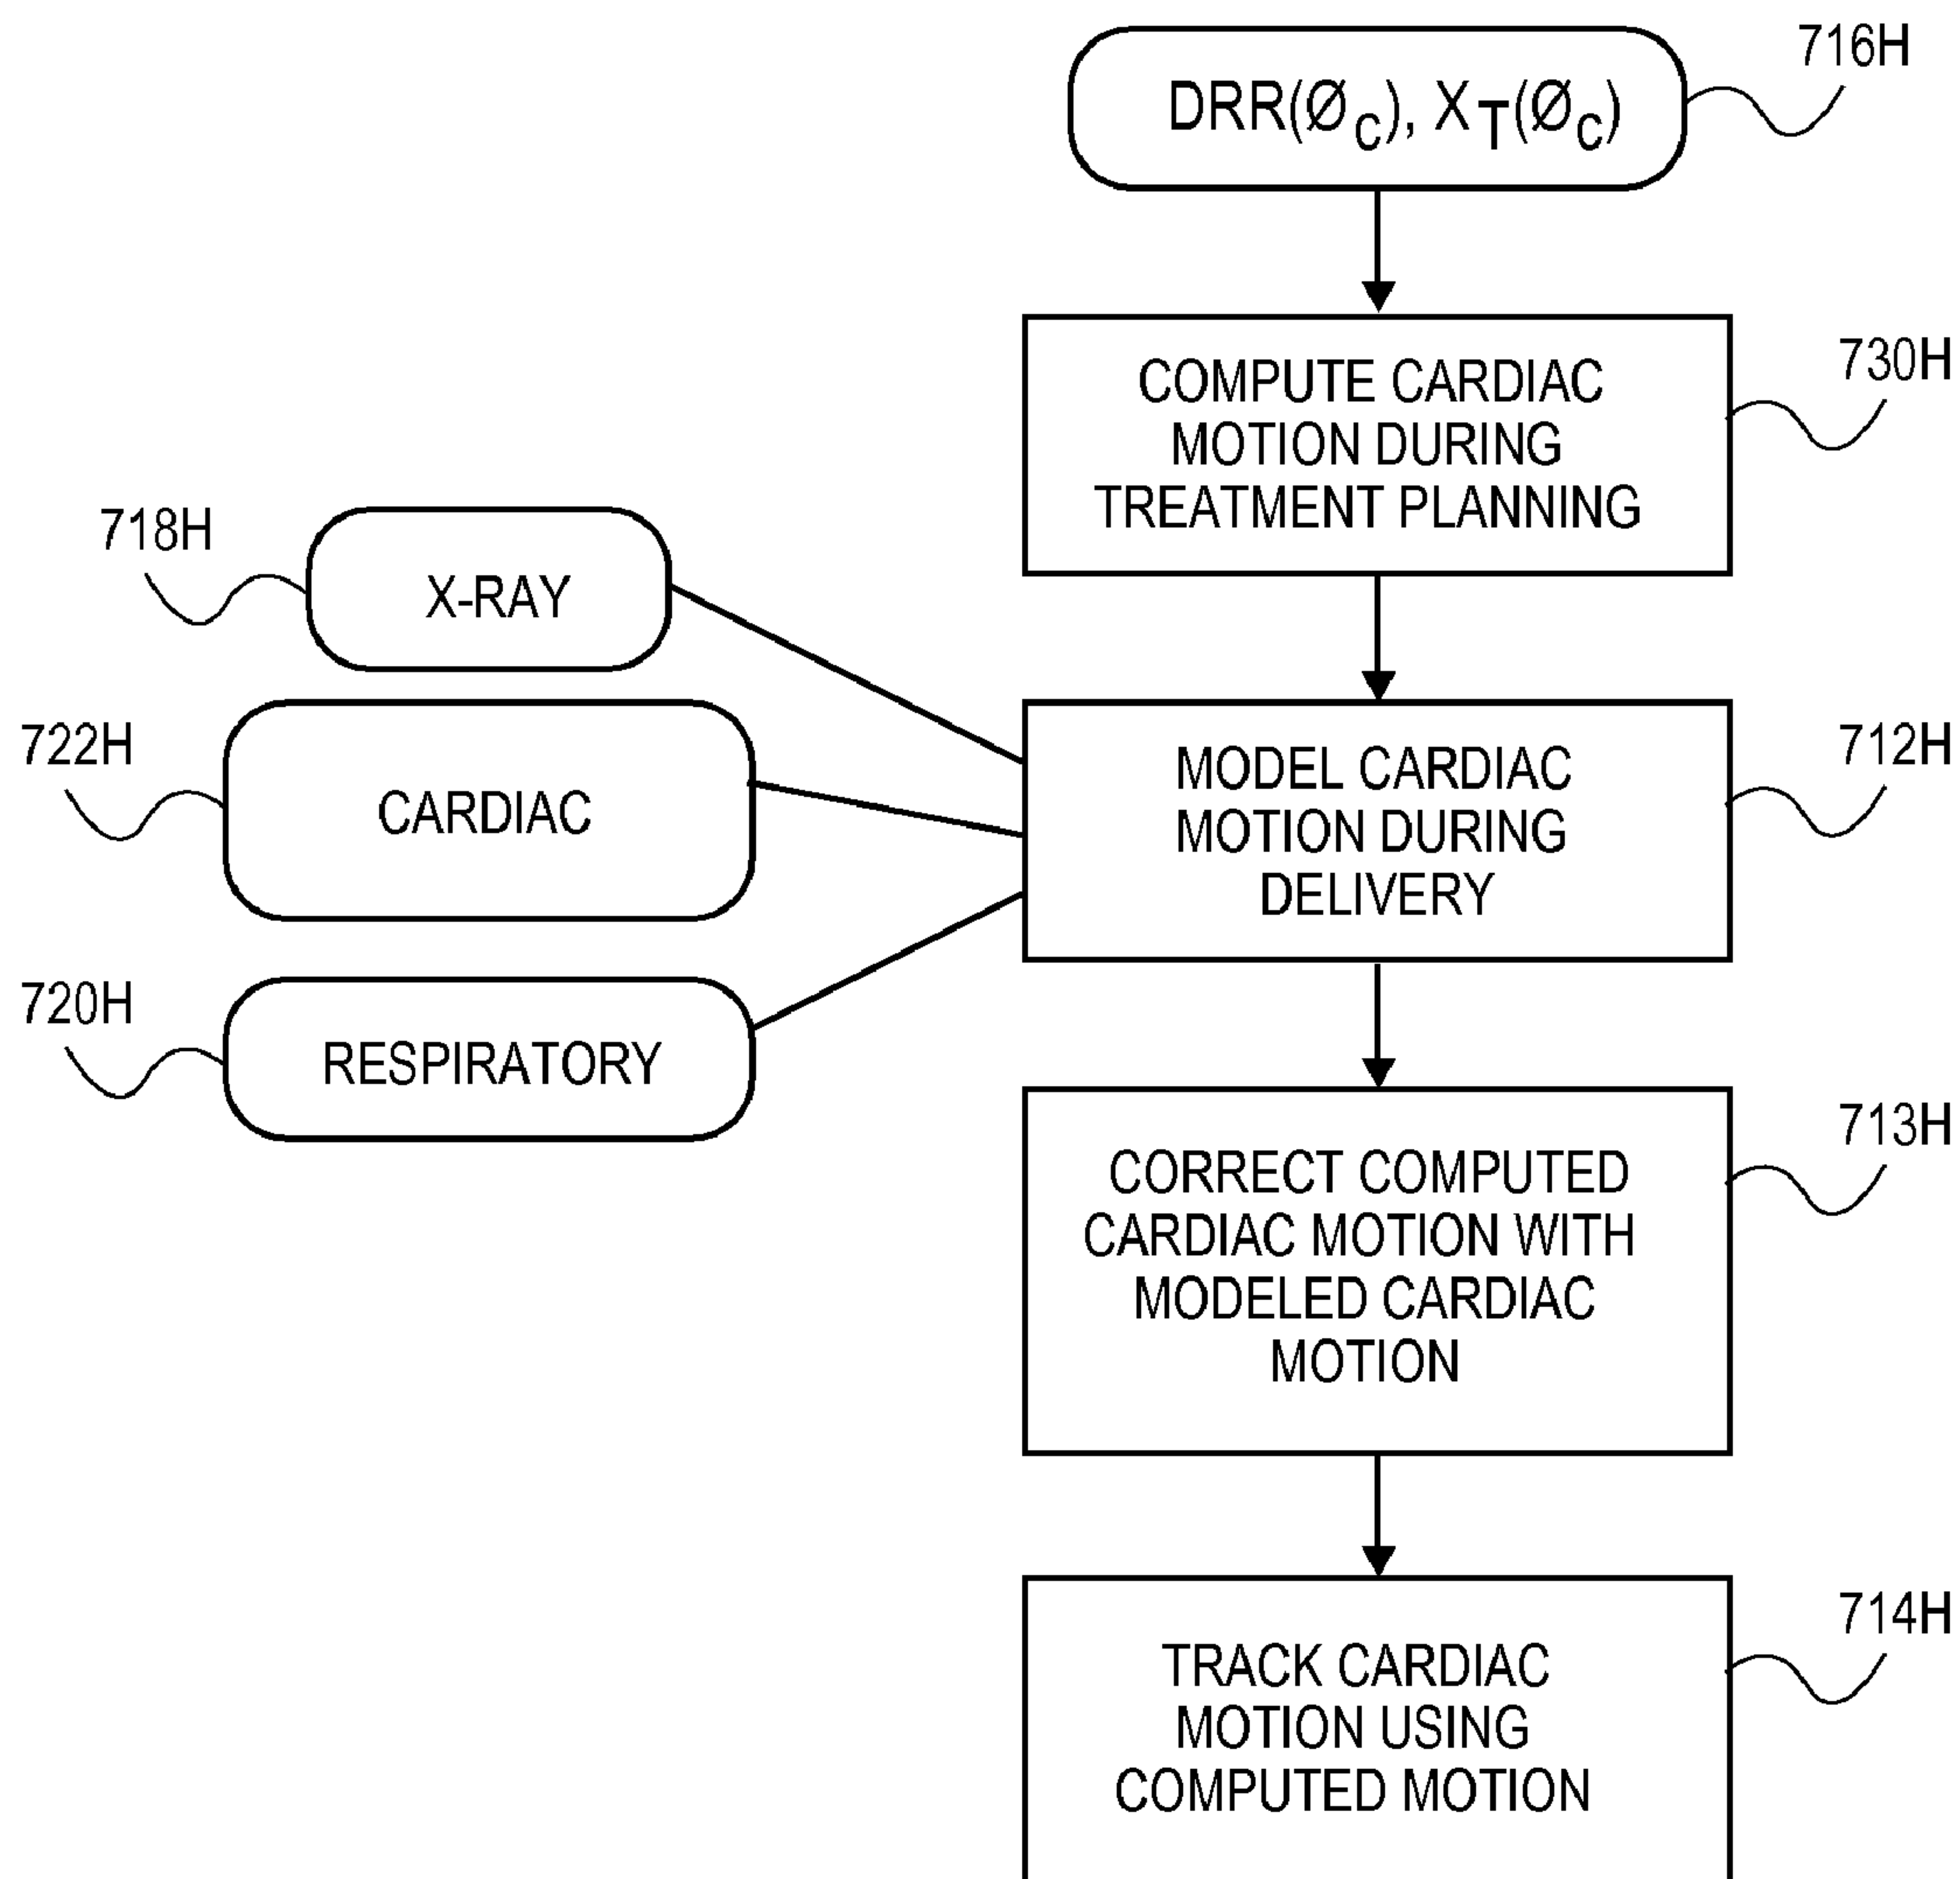 716H
DRR(Øc), XT(Øc)
730H
COMPUTE CARDIAC
MOTION DURING
TREATMENT PLANNING
718H
X-RAY
722H
CARDIAC
712H
MODEL CARDIAC
MOTION DURING
DELIVERY
720H
RESPIRATORY
713H
CORRECT COMPUTED
CARDIAC MOTION WITH
MODELED CARDIAC
MOTION
714H
TRACK CARDIAC
MOTION USING
COMPUTED MOTION